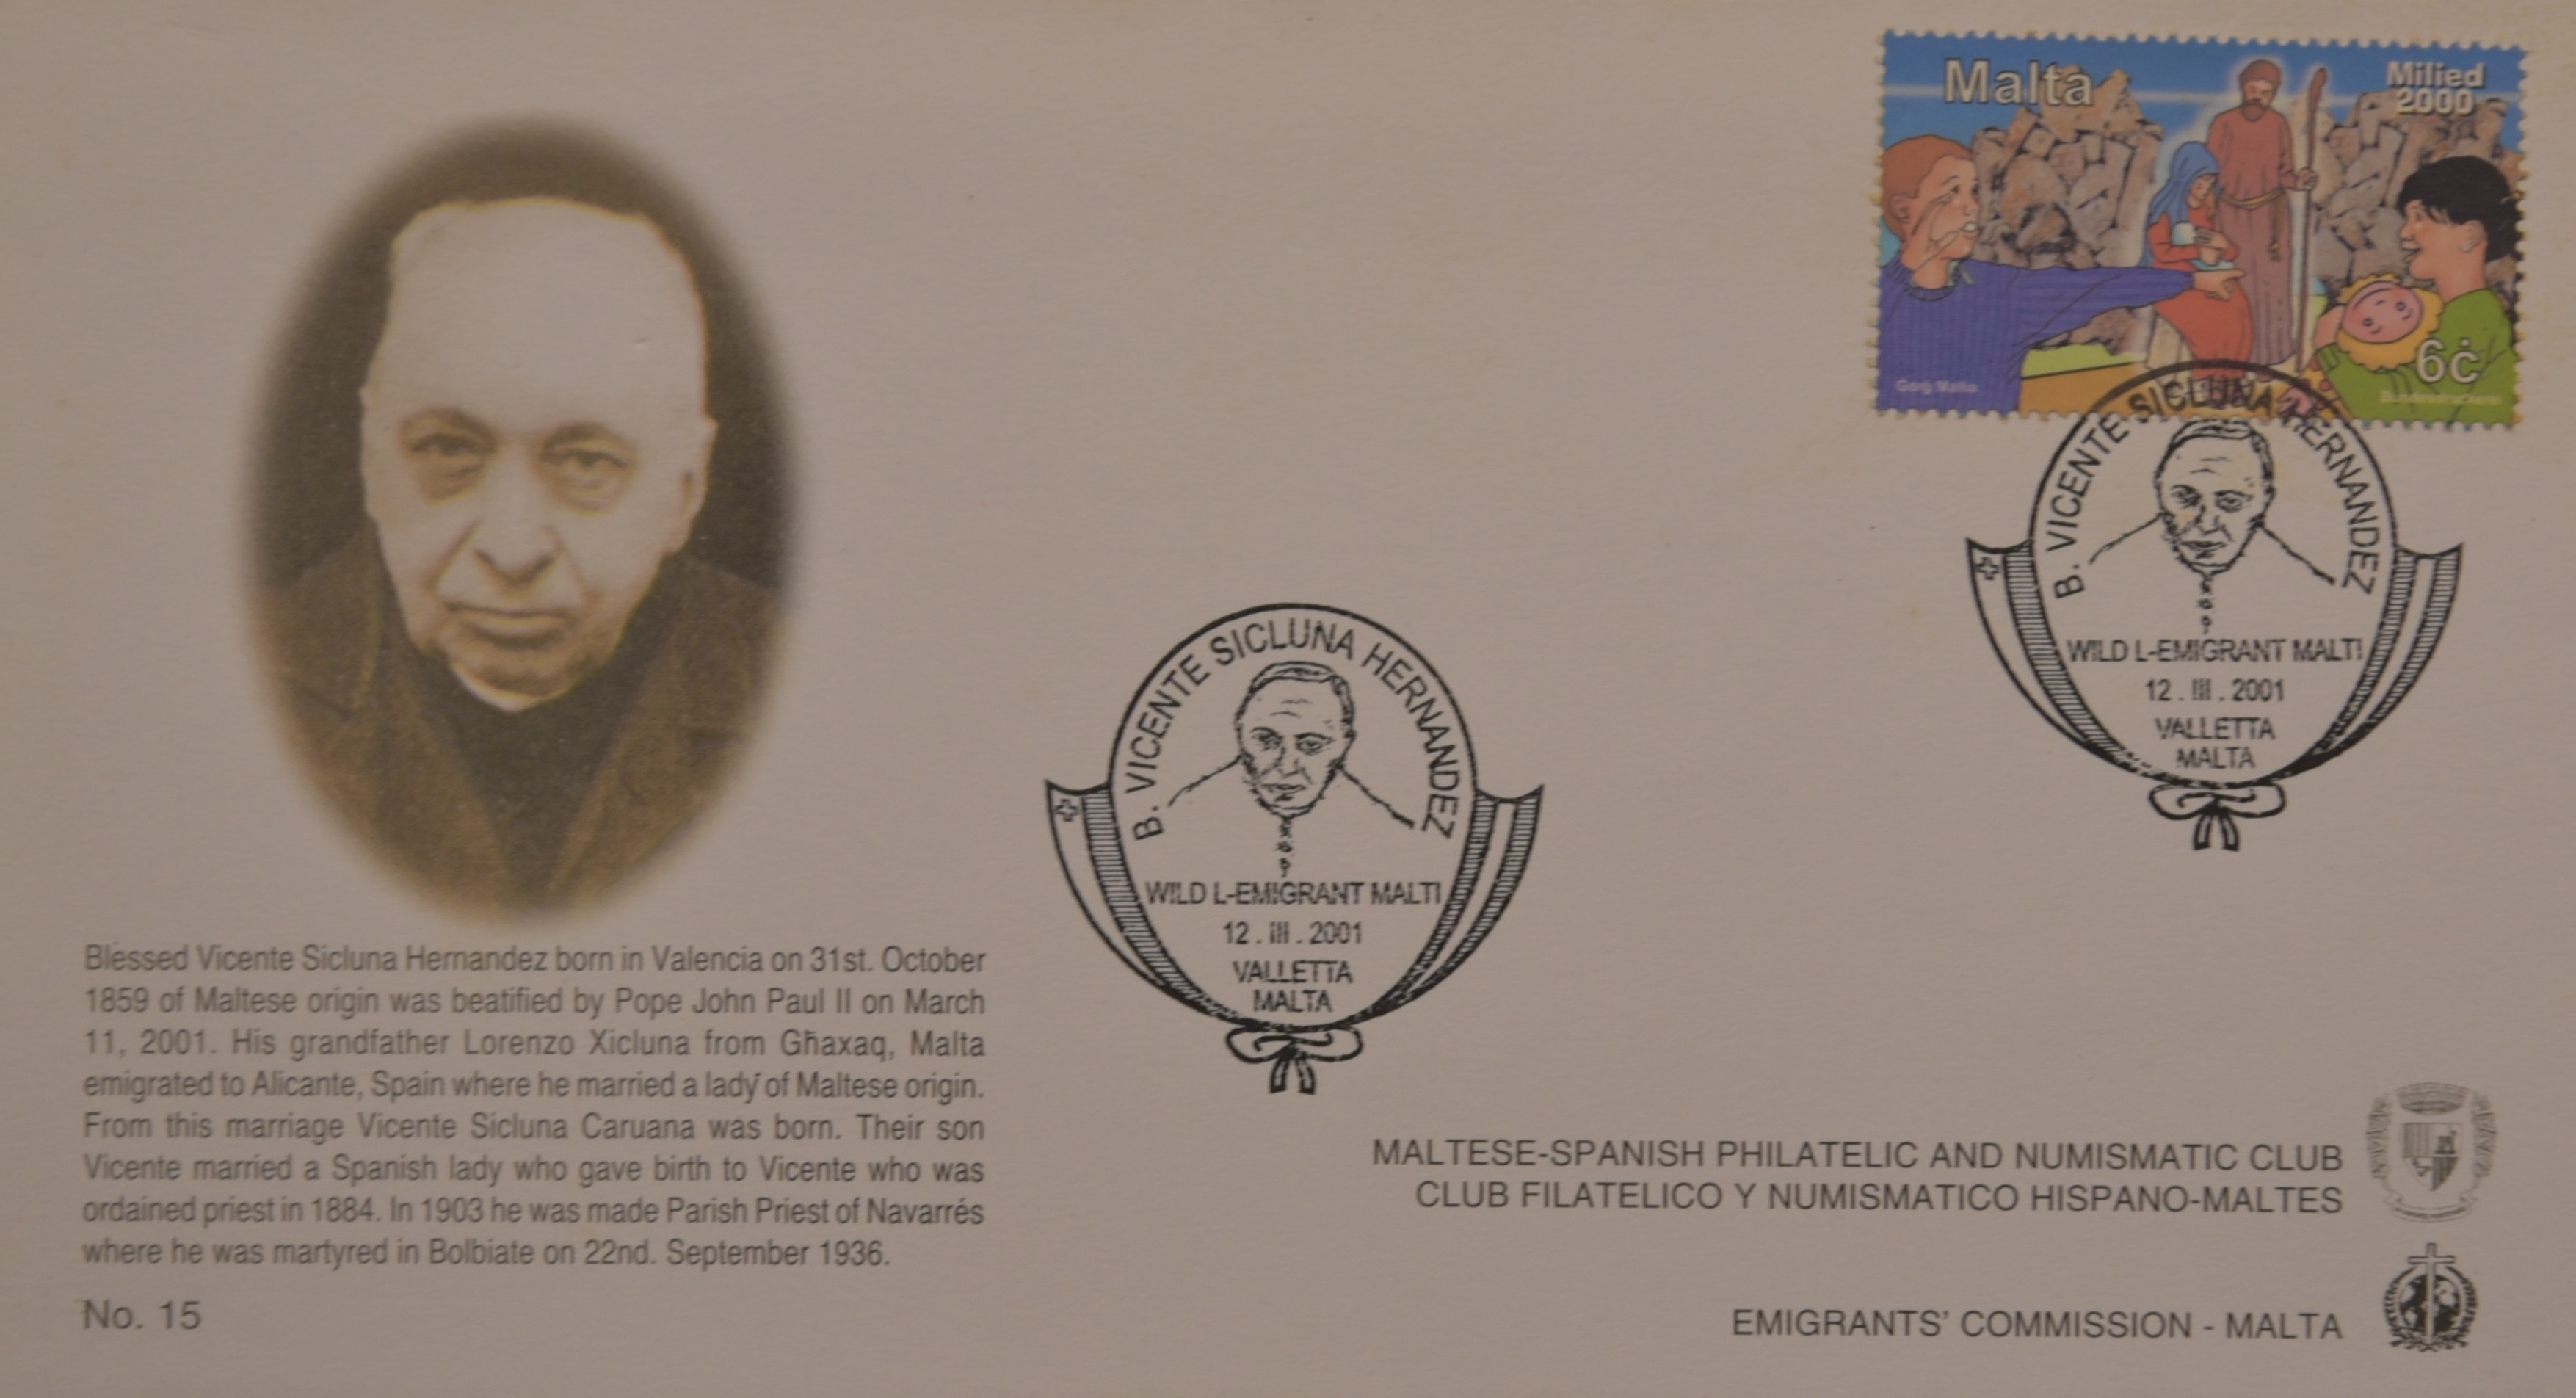 Malta
Milied
2000
6ċ
Ġorġ Mallia
Bundesdruckerei
B. VICENTE SICLUNA HERNANDEZ
WILD L-EMIGRANT MALTI
12 . III . 2001
VALLETTA
MALTA
B. VICENTE SICLUNA HERNANDEZ
WILD L-EMIGRANT MALTI
12 . III . 2001
VALLETTA
MALTA
Blessed Vicente Sicluna Hernandez born in Valencia on 31st. October
1859 of Maltese origin was beatified by Pope John Paul II on March
11, 2001. His grandfather Lorenzo Xicluna from Għaxaq, Malta
emigrated to Alicante, Spain where he married a lady of Maltese origin.
From this marriage Vicente Sicluna Caruana was born. Their son
Vicente married a Spanish lady who gave birth to Vicente who was
ordained priest in 1884. In 1903 he was made Parish Priest of Navarrés
where he was martyred in Bolbiate on 22nd. September 1936.
No. 15
MALTESE-SPANISH PHILATELIC AND NUMISMATIC CLUB
CLUB FILATELICO Y NUMISMATICO HISPANO-MALTES
EMIGRANTS' COMMISSION - MALTA